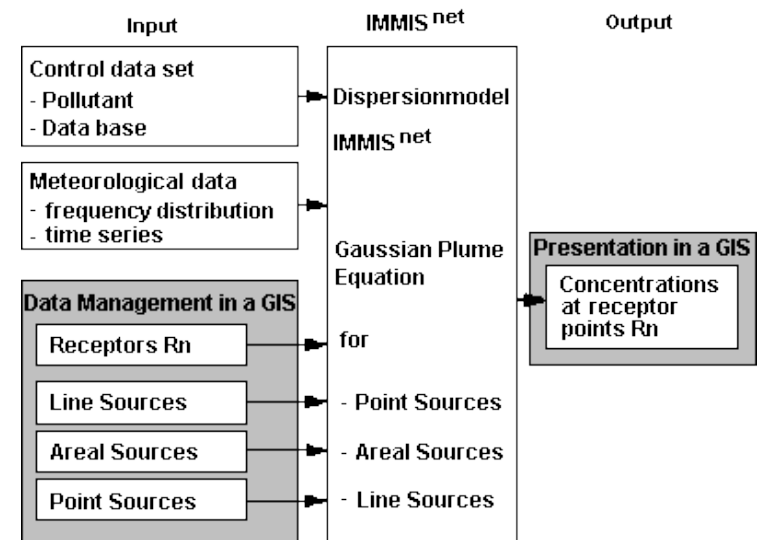 Input
IMMIS net
Output
Control data set
- Pollutant
- Data base
Meteorological data
- frequency distribution
- time series
Data Management in a GIS
Receptors Rn
Line Sources
Areal Sources
Point Sources
Dispersionmodel
IMMIS net
Gaussian Plume
Equation
for
- Point Sources
- Areal Sources
- Line Sources
Presentation in a GIS
Concentrations
at receptor
points Rn